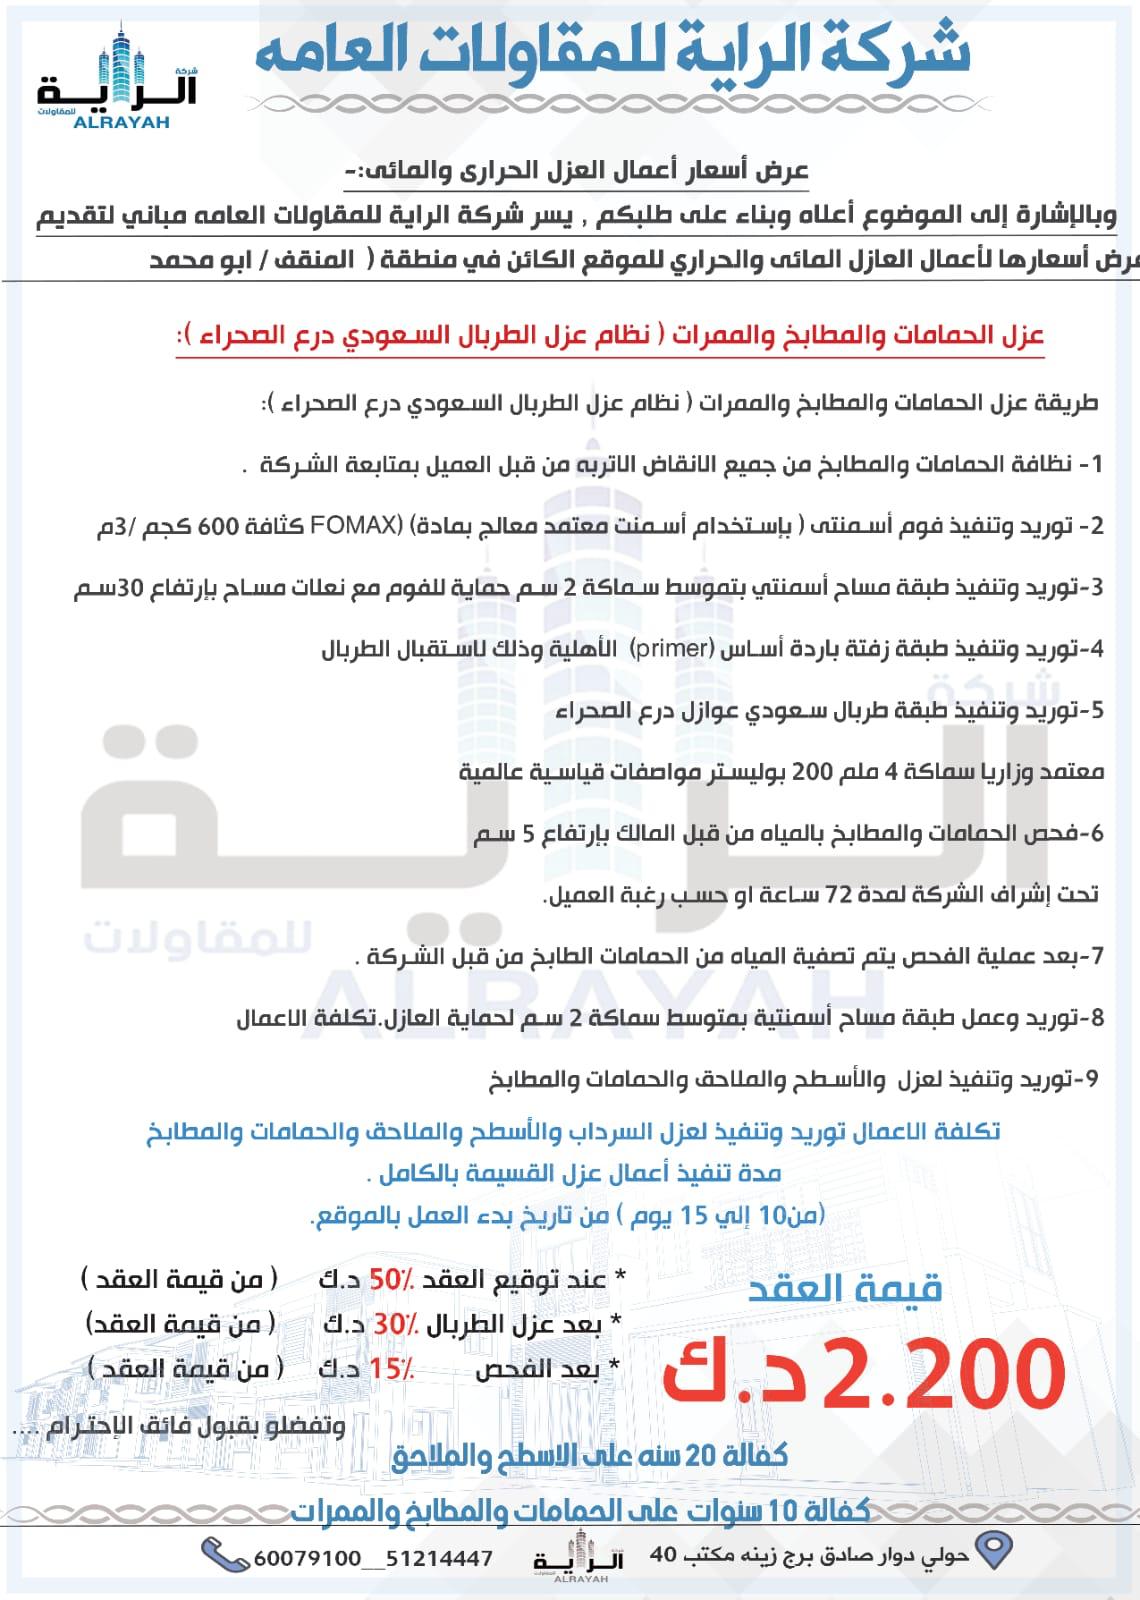 شركة الراية للمقاولات العامه
شركة
الراية
للمقاولات
ALRAYAH
عرض أسعار أعمال العزل الحرارى والمائى:-
وبالإشارة إلى الموضوع أعلاه وبناء على طلبكم , يسر شركة الراية للمقاولات العامه مباني لتقديم
عرض أسعارها لأعمال العازل المائى والحراري للموقع الكائن في منطقة ( المنقف / ابو محمد
عزل الحمامات والمطابخ والممرات ( نظام عزل الطربال السعودي درع الصحراء ):
طريقة عزل الحمامات والمطابخ والممرات ( نظام عزل الطربال السعودي درع الصحراء ):
1- نظافة الحمامات والمطابخ من جميع الانقاض الاتربه من قبل العميل بمتابعة الشركة .
2- توريد وتنفيذ فوم أسمنتى ( بإستخدام أسمنت معتمد معالج بمادة) (FOMAX كثافة 600 كجم /3م
3-توريد وتنفيذ طبقة مساح أسمنتي بتموسط سماكة 2 سم حماية للفوم مع نعلات مساح بإرتفاع 30سم
4-توريد وتنفيذ طبقة زفتة باردة أساس (primer) الأهلية وذلك لاستقبال الطربال
5-توريد وتنفيذ طبقة طربال سعودي عوازل درع الصحراء
معتمد وزاريا سماكة 4 ملم 200 بوليستر مواصفات قياسية عالمية
6-فحص الحمامات والمطابخ بالمياه من قبل المالك بإرتفاع 5 سم
تحت إشراف الشركة لمدة 72 ساعة او حسب رغبة العميل.
7-بعد عملية الفحص يتم تصفية المياه من الحمامات الطابخ من قبل الشركة .
8-توريد وعمل طبقة مساح أسمنتية بمتوسط سماكة 2 سم لحماية العازل.تكلفة الاعمال
9-توريد وتنفيذ لعزل والأسطح والملاحق والحمامات والمطابخ
تكلفة الاعمال توريد وتنفيذ لعزل السرداب والأسطح والملاحق والحمامات والمطابخ
مدة تنفيذ أعمال عزل القسيمة بالكامل .
(من10 إلي 15 يوم ) من تاريخ بدء العمل بالموقع.
قيمة العقد
2.200 د.ك
* عند توقيع العقد 50٪ د.ك ( من قيمة العقد )
* بعد عزل الطربال 30٪ د.ك ( من قيمة العقد)
* بعد الفحص 15٪ د.ك ( من قيمة العقد )
وتفضلو بقبول فائق الإحترام ....
كفالة 20 سنه على الاسطح والملاحق
كفالة 10 سنوات على الحمامات والمطابخ والممرات
حولي دوار صادق برج زينه مكتب 40
الراية
ALRAYAH
60079100__51214447
شركة
الراية
للمقاولات
ALRAYAH